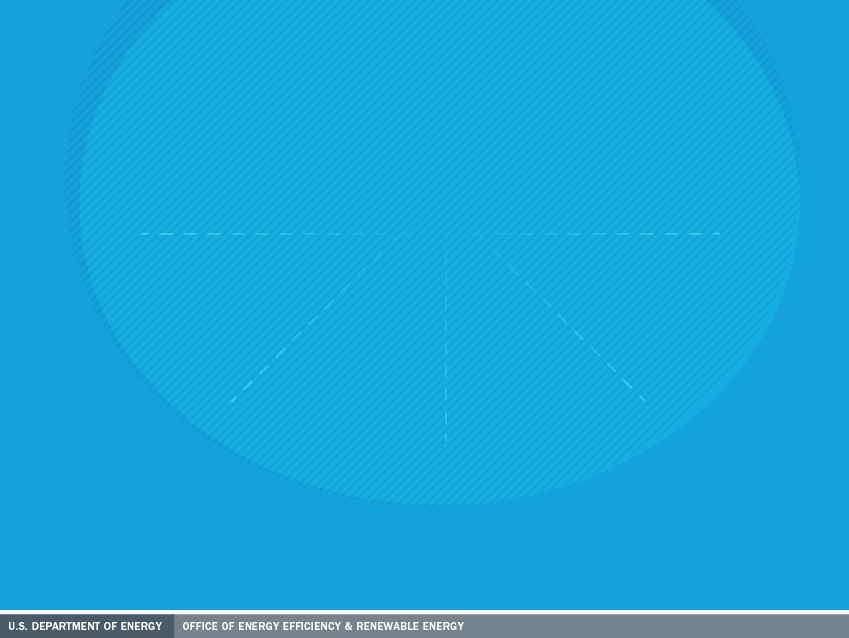 U.S. DEPARTMENT OF ENERGY OFFICE OF ENERGY EFFICIENCY & RENEWABLE ENERGY